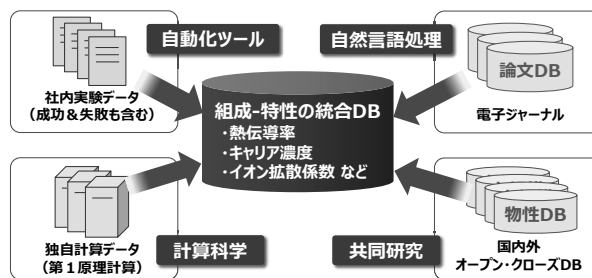 自動化ツール
自然言語処理
論文DB
社内実験データ
(成功&失敗も含む)
電子ジャーナル
組成-特性の統合DB
・熱伝導率
・キャリア濃度
・イオン拡散係数 など
物性DB
独自計算データ
(第1原理計算)
計算科学
共同研究
国内外
オープン・クローズDB